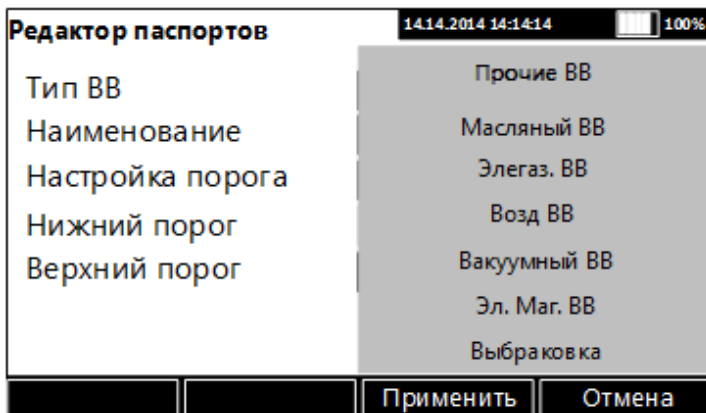 Редактор паспортов
14.14.2014 14:14:14
100%
Тип ВВ
Наименование
Настройка порога
Нижний порог
Верхний порог
Прочие ВВ
Масляный ВВ
Элегаз. ВВ
Возд ВВ
Вакуумный ВВ
Эл. Маг. ВВ
Выбраковка
Применить
Отмена